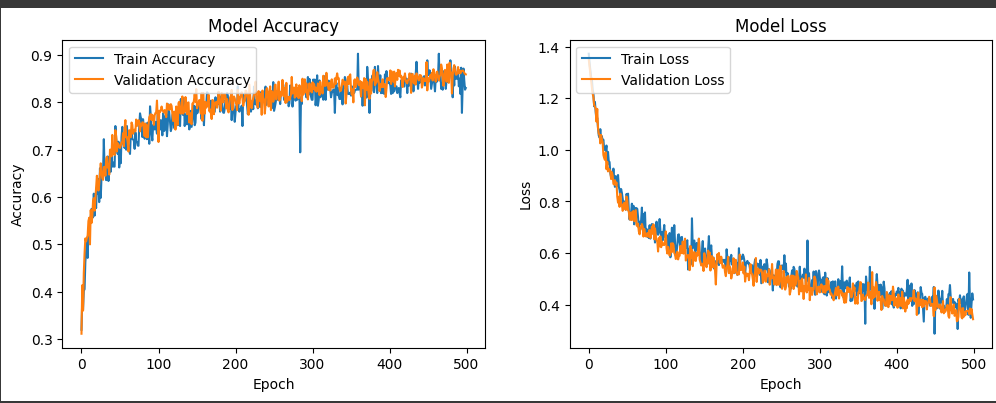 Model Accuracy
Train Accuracy
Validation Accuracy
Accuracy
0.9
0.8
0.7
0.6
0.5
0.4
0.3
0
100
200
300
400
500
Epoch
Model Loss
Train Loss
Validation Loss
Loss
1.4
1.2
1.0
0.8
0.6
0.4
0
100
200
300
400
500
Epoch